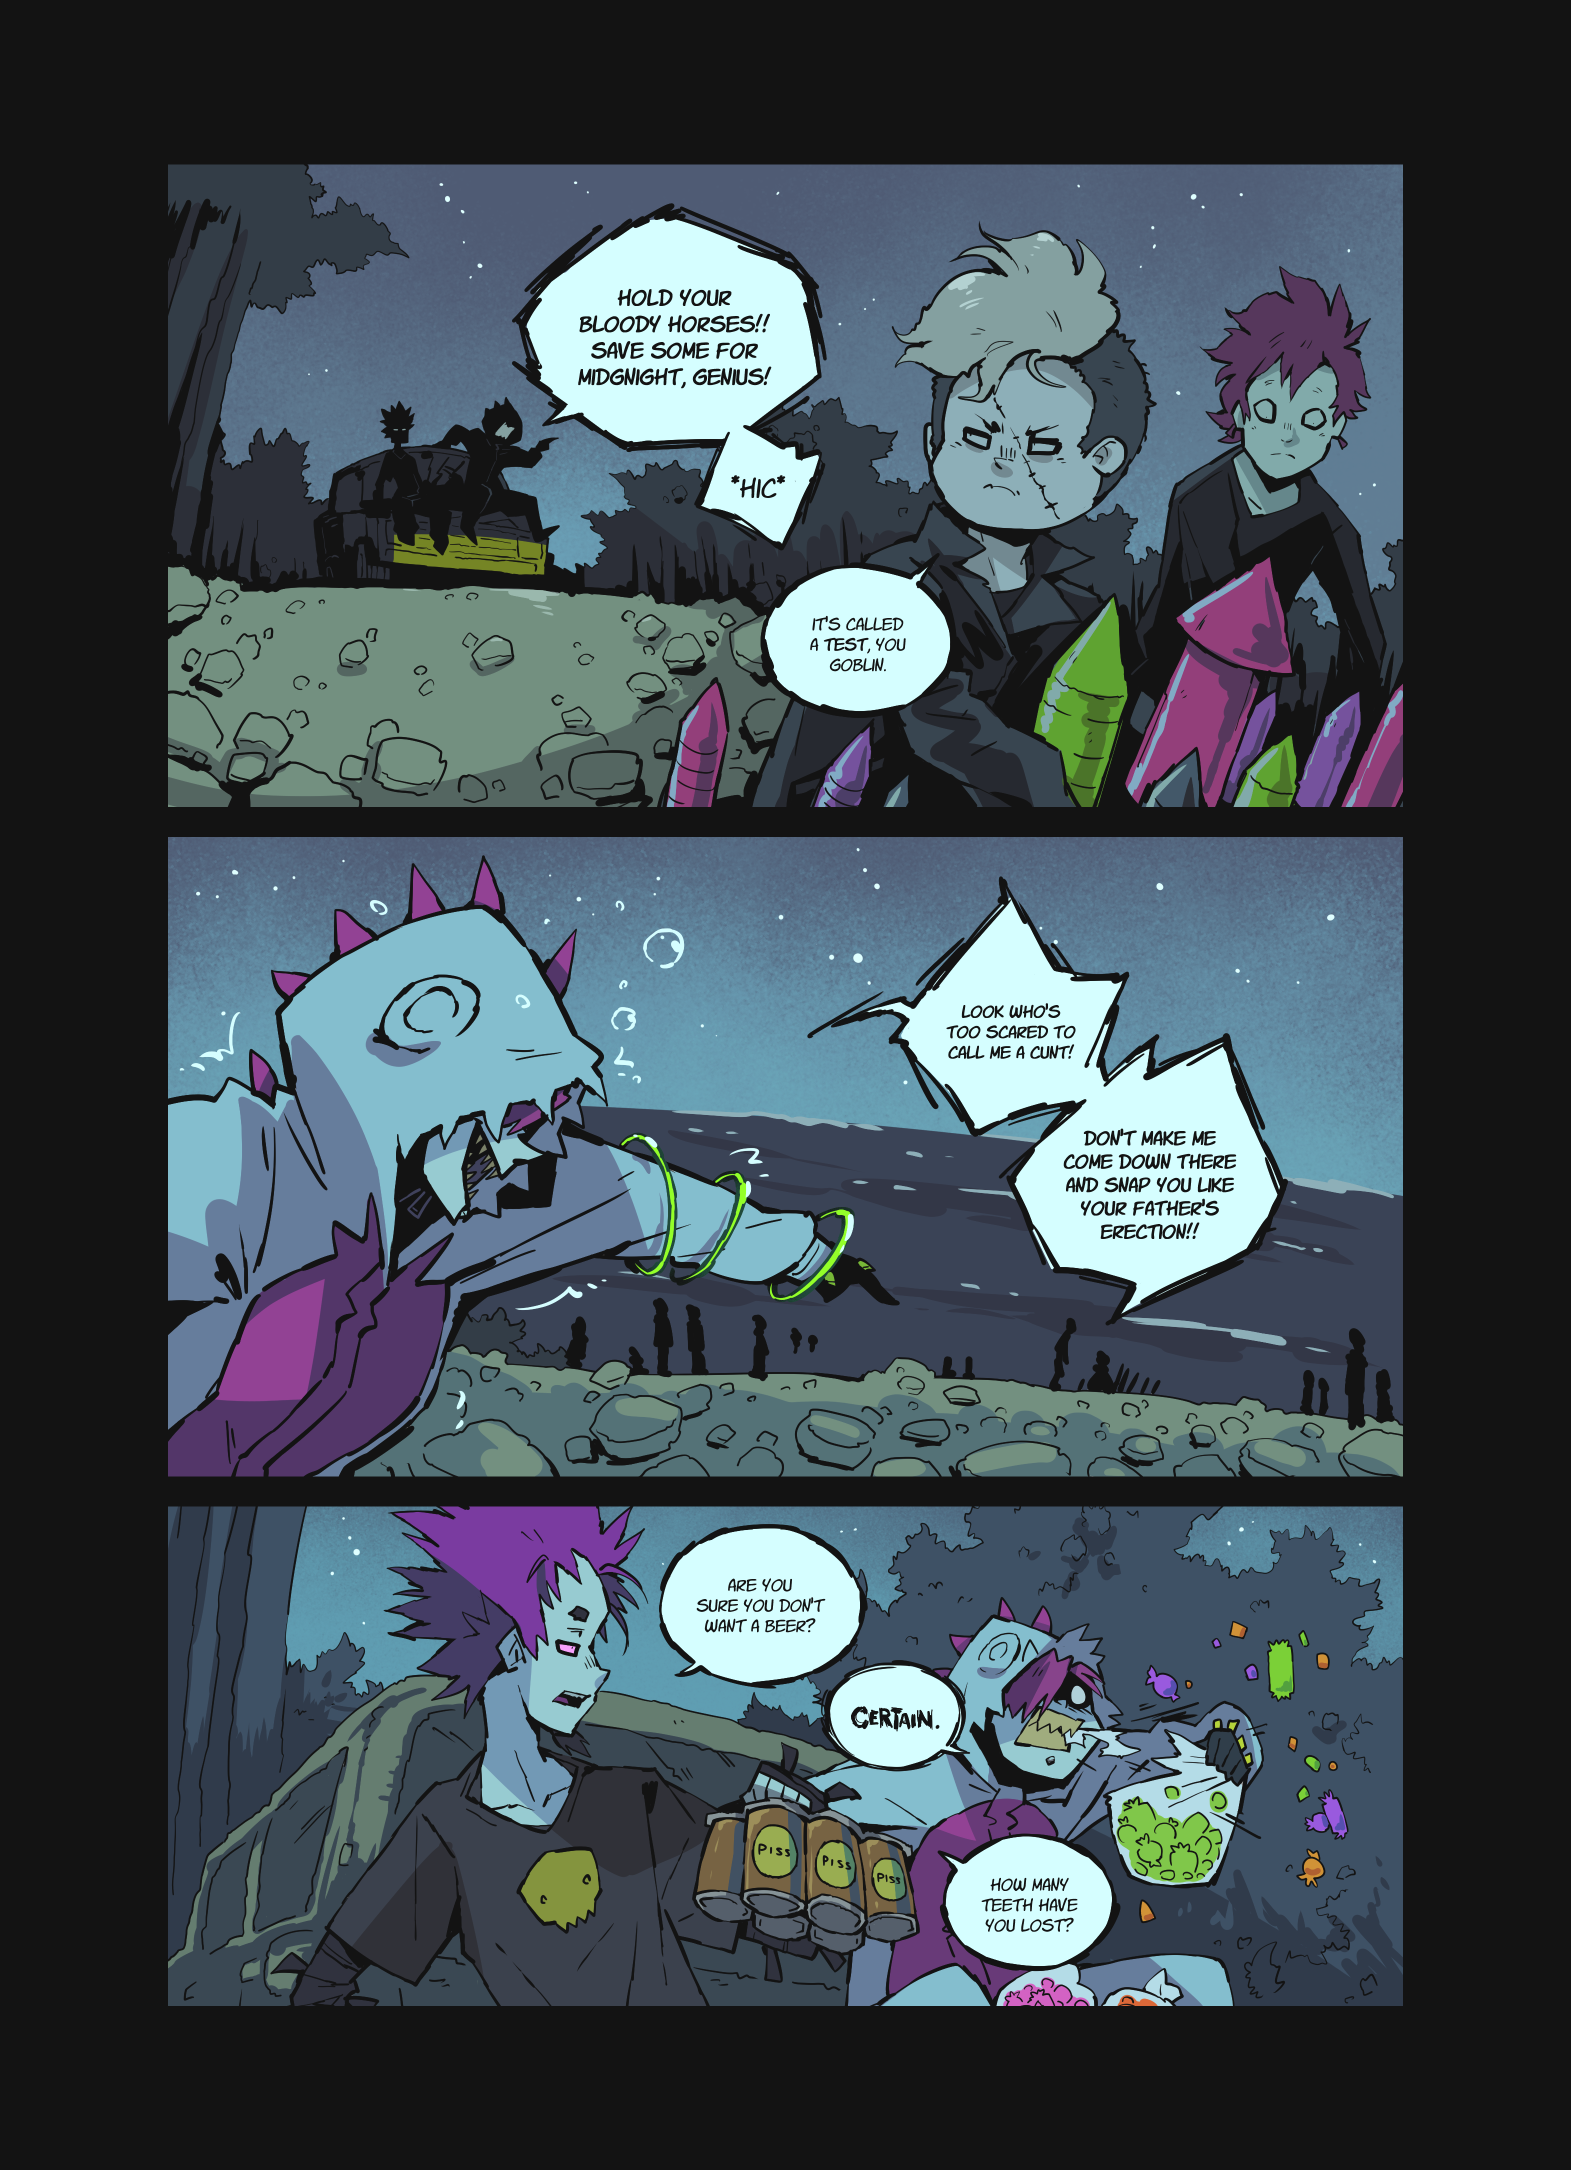 HOLD YOUR
BLOODY HORSES!!
SAVE SOME FOR
MIDGNIGHT, GENIUS!
*HIC*
IT'S CALLED
A TEST, YOU
GOBLIN.
LOOK WHO'S
TOO SCARED TO
CALL ME A CUNT!
DON'T MAKE ME
COME DOWN THERE
AND SNAP YOU LIKE
YOUR FATHER'S
ERECTION!!
ARE YOU
SURE YOU DON'T
WANT A BEER?
CERTAIN.
PISS
PISS
PISS
HOW MANY
TEETH HAVE
YOU LOST?